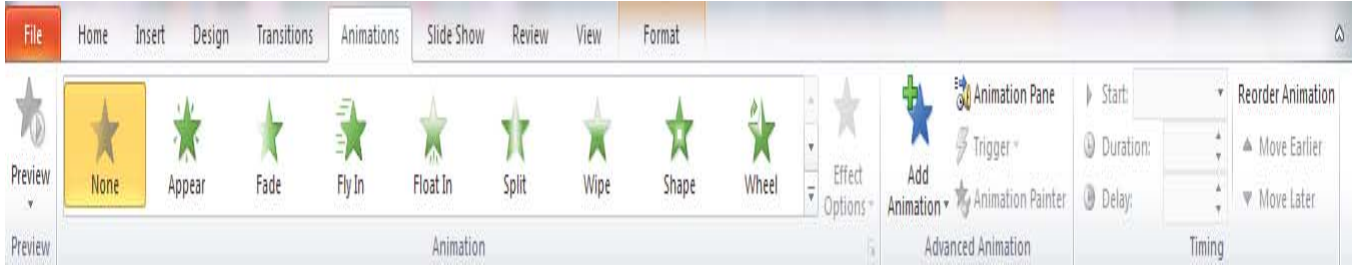 File Home Insert Design Transitions Animations Slide Show Review View Format
Preview
None Appear Fade Fly In Float In Split Wipe Shape Wheel
Effect
Options
Add
Animation
Animation Pane
Trigger
Animation Painter
Start:
Duration:
Delay:
Reorder Animation
Move Earlier
Move Later
Preview Animation Advanced Animation Timing